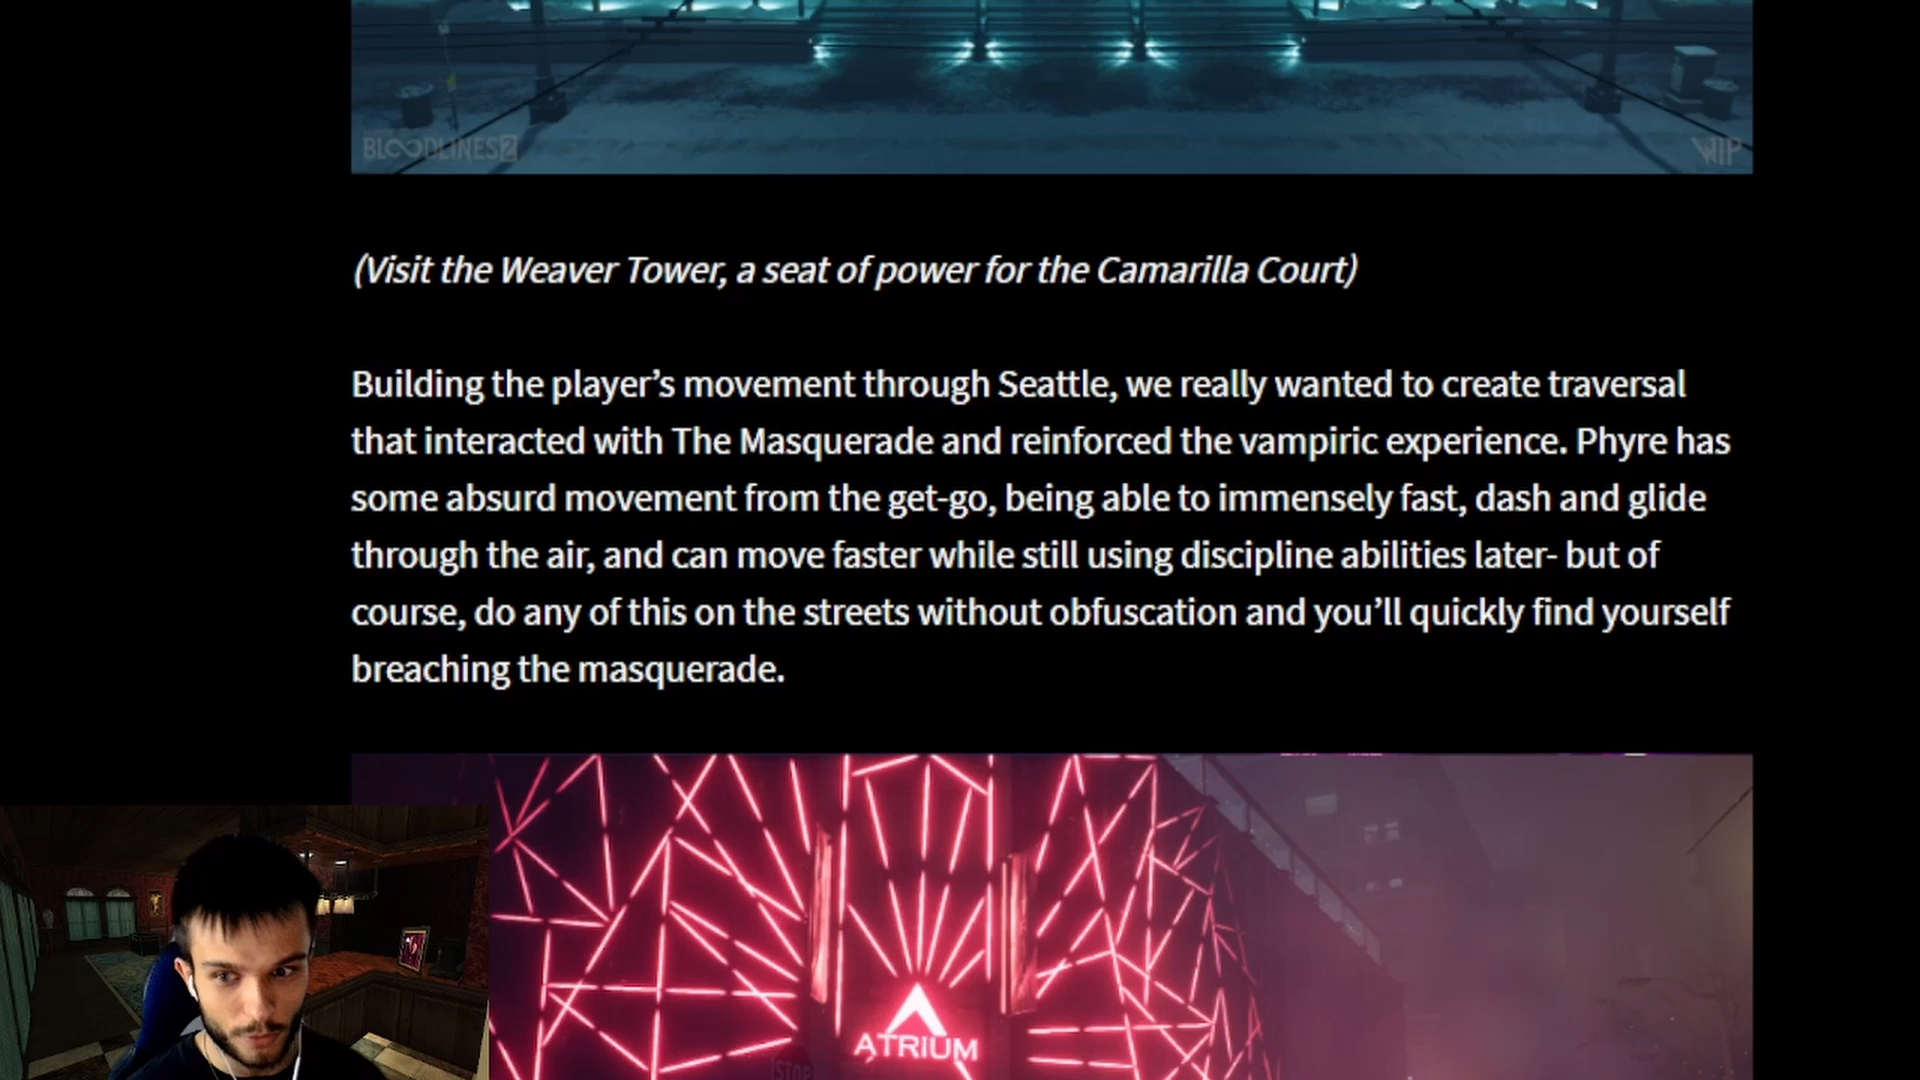 BLOODLINES2
WIP
(Visit the Weaver Tower, a seat of power for the Camarilla Court)
Building the player’s movement through Seattle, we really wanted to create traversal
that interacted with The Masquerade and reinforced the vampiric experience. Phyre has
some absurd movement from the get-go, being able to immensely fast, dash and glide
through the air, and can move faster while still using discipline abilities later- but of
course, do any of this on the streets without obfuscation and you’ll quickly find yourself
breaching the masquerade.
ATRIUM
STOP